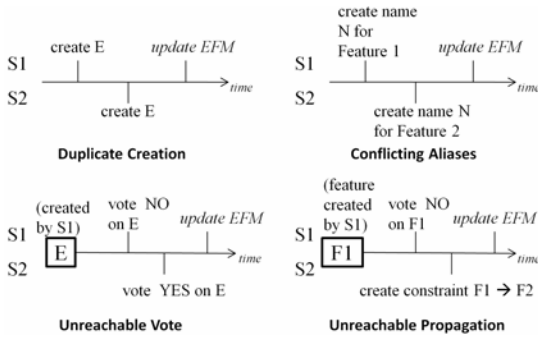 create E
update EFM
S1
S2
time
create E
Duplicate Creation
create name
N for
Feature 1
update EFM
S1
S2
time
create name N
for Feature 2
Conflicting Aliases
(created
by S1)
vote NO
on E
update EFM
S1
E
S2
time
vote YES on E
Unreachable Vote
(feature
created
by S1)
vote NO
on F1
update EFM
S1
F1
S2
time
create constraint F1 → F2
Unreachable Propagation